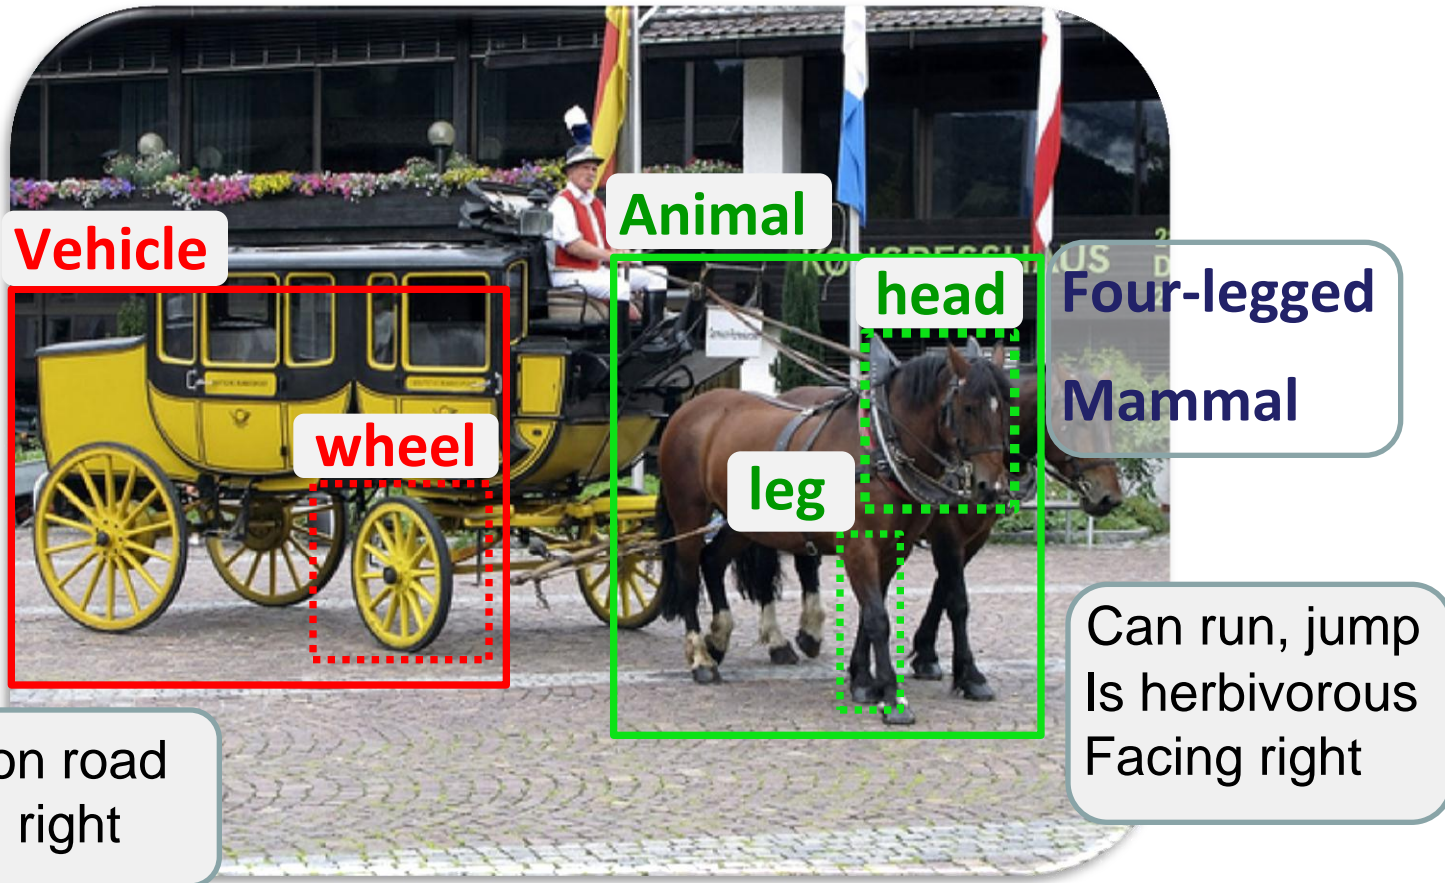 Animal
Vehicle
head
Four-legged
Mammal
wheel
leg
Can run, jump
Is herbivorous
Facing right
on road
right